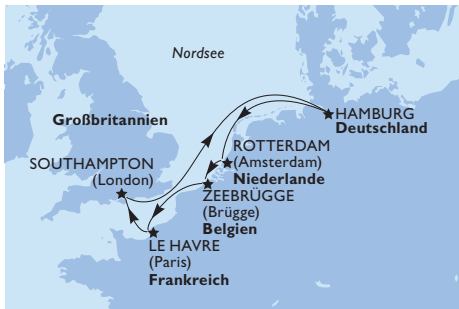 Nordsee
Großbritannien
HAMBURG
Deutschland
ROTTERDAM
(Amsterdam)
Niederlande
SOUTHAMPTON
(London)
ZEEBRÜGGE
(Brügge)
Belgien
LE HAVRE
(Paris)
Frankreich